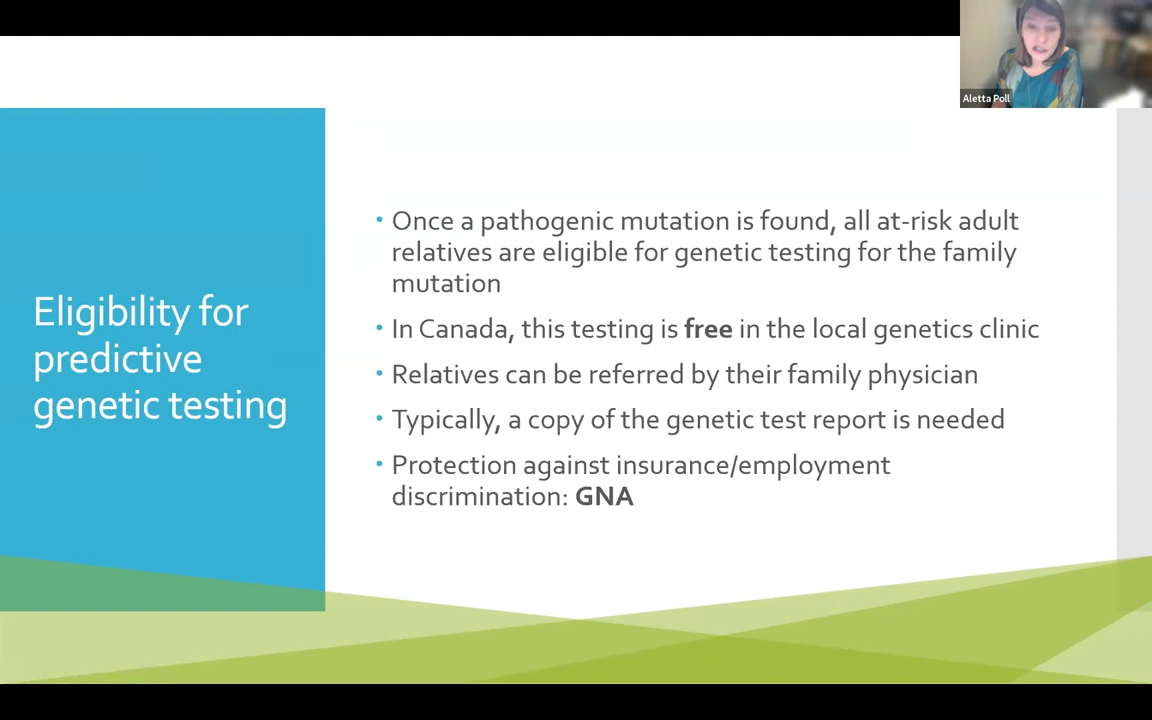 Aletta Poll
Eligibility for
predictive
genetic testing
• Once a pathogenic mutation is found, all at-risk adult
relatives are eligible for genetic testing for the family
mutation
• In Canada, this testing is free in the local genetics clinic
• Relatives can be referred by their family physician
• Typically, a copy of the genetic test report is needed
• Protection against insurance/employment
discrimination: GNA